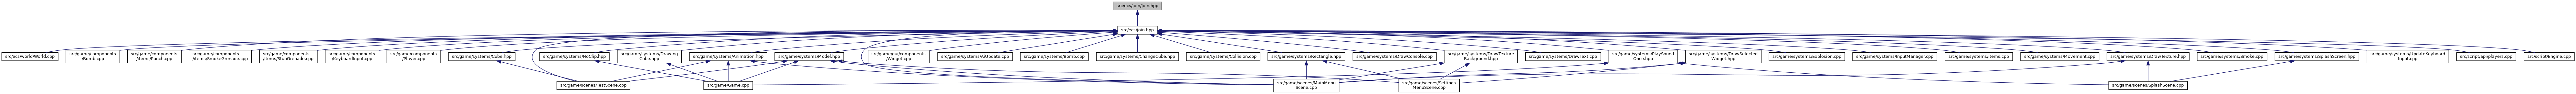 src/ecs/join/Join.hpp
src/ecs/join.hpp
src/ecs/world/World.cpp
src/game/components
/Bomb.cpp
src/game/components
/items/Punch.cpp
src/game/components
/items/SmokeGrenade.cpp
src/game/components
/items/StunGrenade.cpp
src/game/components
/KeyboardInput.cpp
src/game/components
/Player.cpp
src/game/systems/Cube.hpp
src/game/systems/NoClip.hpp
src/game/systems/Drawing
Cube.hpp
src/game/systems/Animation.hpp
src/game/systems/Model.hpp
src/game/gui/components
/Widget.cpp
src/game/systems/AnUpdate.cpp
src/game/systems/Bomb.cpp
src/game/systems/ChangeCube.hpp
src/game/systems/Collision.cpp
src/game/systems/Rectangle.hpp
src/game/systems/DrawConsole.cpp
src/game/systems/DrawTexture
Background.hpp
src/game/systems/DrawText.cpp
src/game/systems/PlaySound
Once.hpp
src/game/systems/DrawSelected
Widget.hpp
src/game/systems/Explosion.cpp
src/game/systems/InputManager.cpp
src/game/systems/Items.cpp
src/game/systems/Movement.cpp
src/game/systems/DrawTexture.hpp
src/game/systems/Smoke.cpp
src/game/systems/SplashScreen.hpp
src/game/systems/UpdateKeyboard
Input.cpp
src/script/api/players.cpp
src/script/Engine.cpp
src/game/scenes/TestScene.cpp
src/game/Game.cpp
src/game/scenes/MainMenu
Scene.cpp
src/game/scenes/Settings
MenuScene.cpp
src/game/scenes/SplashScene.cpp